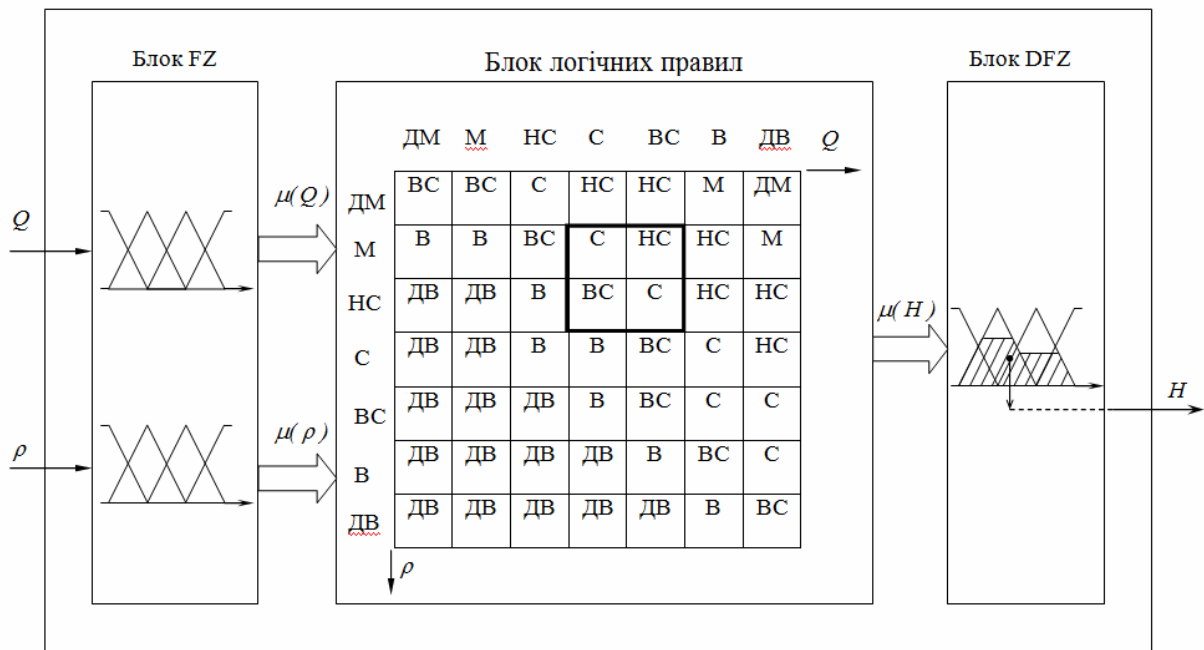 Блок FZ
Блок логічних правил
Блок DFZ
ДМ М НС С ВС В ДВ Q
ДМ ВС ВС С НС НС М ДМ
М В В ВС С НС НС М
НС ДВ ДВ В ВС С НС НС
С ДВ ДВ В В ВС С НС
ВС ДВ ДВ ДВ В ВС С С
В ДВ ДВ ДВ ДВ В ВС С
ДВ ДВ ДВ ДВ ДВ ДВ В ВС
ρ
Q
μ(Q)
ρ
μ(ρ)
μ(H)
H